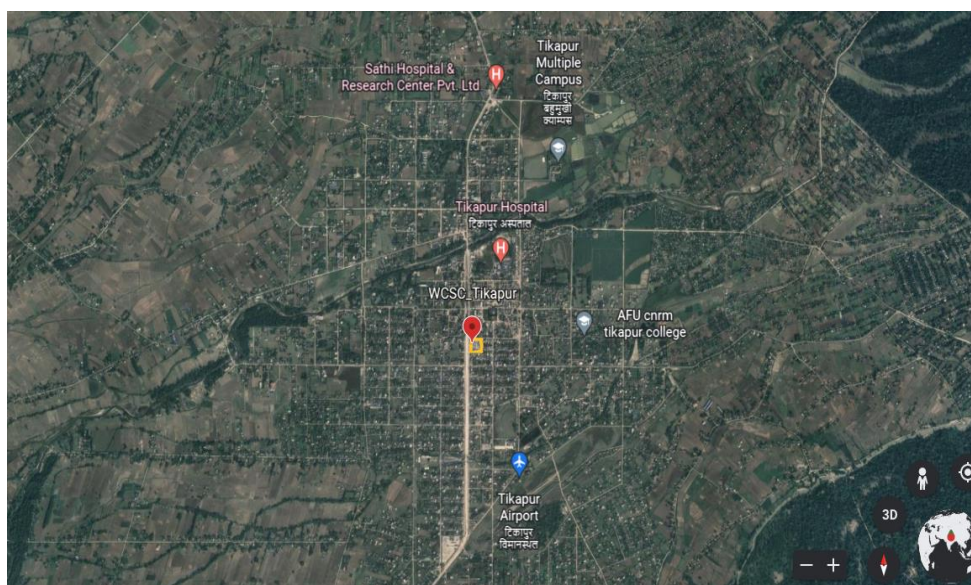 Tikapur
Multiple
Campus
टिकापुर
बहुमुखी
क्याम्पस
Sathi Hospital &
Research Center Pvt. Ltd
H
Tikapur Hospital
टिकापुर अस्पताल
H
WCSC_Tikapur
AFU cnrm
tikapur college
Tikapur
Airport
टिकापुर
विमानस्थल
3D